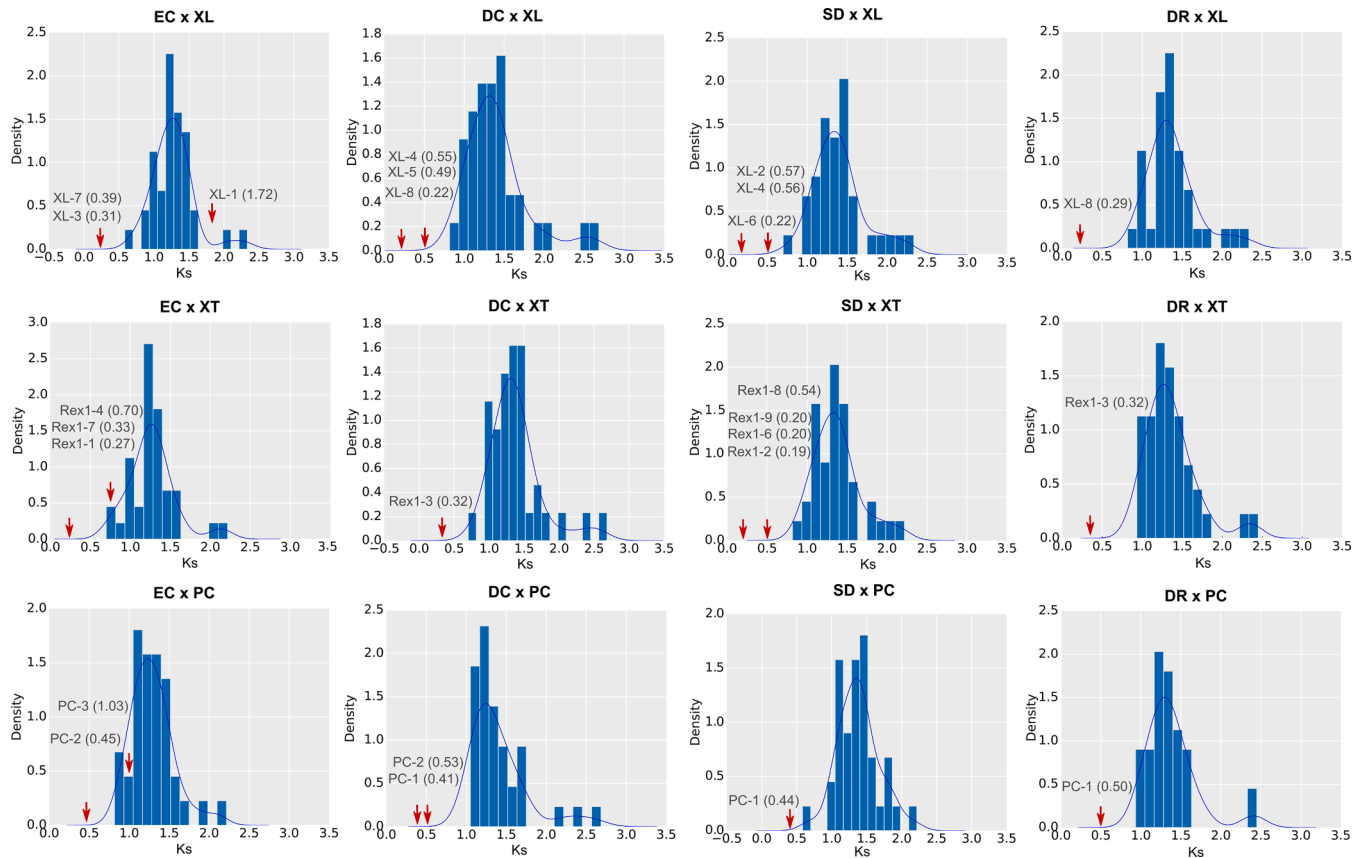 EC x XL
2.5
2.0
1.5
1.0
0.5
0.0
Density
XL-7 (0.39)
XL-3 (0.31)
XL-1 (1.72)
−0.5 0.0 0.5 1.0 1.5 2.0 2.5 3.0 3.5
Ks
DC x XL
1.8
1.6
1.4
1.2
1.0
0.8
0.6
0.4
0.2
0.0
Density
XL-4 (0.55)
XL-5 (0.49)
XL-8 (0.22)
0.0 0.5 1.0 1.5 2.0 2.5 3.0 3.5
Ks
SD x XL
2.5
2.0
1.5
1.0
0.5
0.0
Density
XL-2 (0.57)
XL-4 (0.56)
XL-6 (0.22)
0.0 0.5 1.0 1.5 2.0 2.5 3.0 3.5
Ks
DR x XL
2.5
2.0
1.5
1.0
0.5
0.0
Density
XL-8 (0.29)
0.0 0.5 1.0 1.5 2.0 2.5 3.0 3.5
Ks
EC x XT
3.0
2.5
2.0
1.5
1.0
0.5
0.0
Density
Rex1-4 (0.70)
Rex1-7 (0.33)
Rex1-1 (0.27)
0.0 0.5 1.0 1.5 2.0 2.5 3.0 3.5
Ks
DC x XT
1.8
1.6
1.4
1.2
1.0
0.8
0.6
0.4
0.2
0.0
Density
Rex1-3 (0.32)
−0.5 0.0 0.5 1.0 1.5 2.0 2.5 3.0 3.5
Ks
SD x XT
2.5
2.0
1.5
1.0
0.5
0.0
Density
Rex1-8 (0.54)
Rex1-9 (0.20)
Rex1-6 (0.20)
Rex1-2 (0.19)
0.0 0.5 1.0 1.5 2.0 2.5 3.0 3.5
Ks
DR x XT
2.0
1.5
1.0
0.5
0.0
Density
Rex1-3 (0.32)
0.0 0.5 1.0 1.5 2.0 2.5 3.0 3.5
Ks
EC x PC
2.0
1.5
1.0
0.5
0.0
Density
PC-3 (1.03)
PC-2 (0.45)
0.0 0.5 1.0 1.5 2.0 2.5 3.0 3.5
Ks
DC x PC
2.5
2.0
1.5
1.0
0.5
0.0
Density
PC-2 (0.53)
PC-1 (0.41)
0.0 0.5 1.0 1.5 2.0 2.5 3.0 3.5
Ks
SD x PC
2.0
1.5
1.0
0.5
0.0
Density
PC-1 (0.44)
−0.5 0.0 0.5 1.0 1.5 2.0 2.5 3.0 3.5
Ks
DR x PC
2.5
2.0
1.5
1.0
0.5
0.0
Density
PC-1 (0.50)
0.0 0.5 1.0 1.5 2.0 2.5 3.0 3.5
Ks